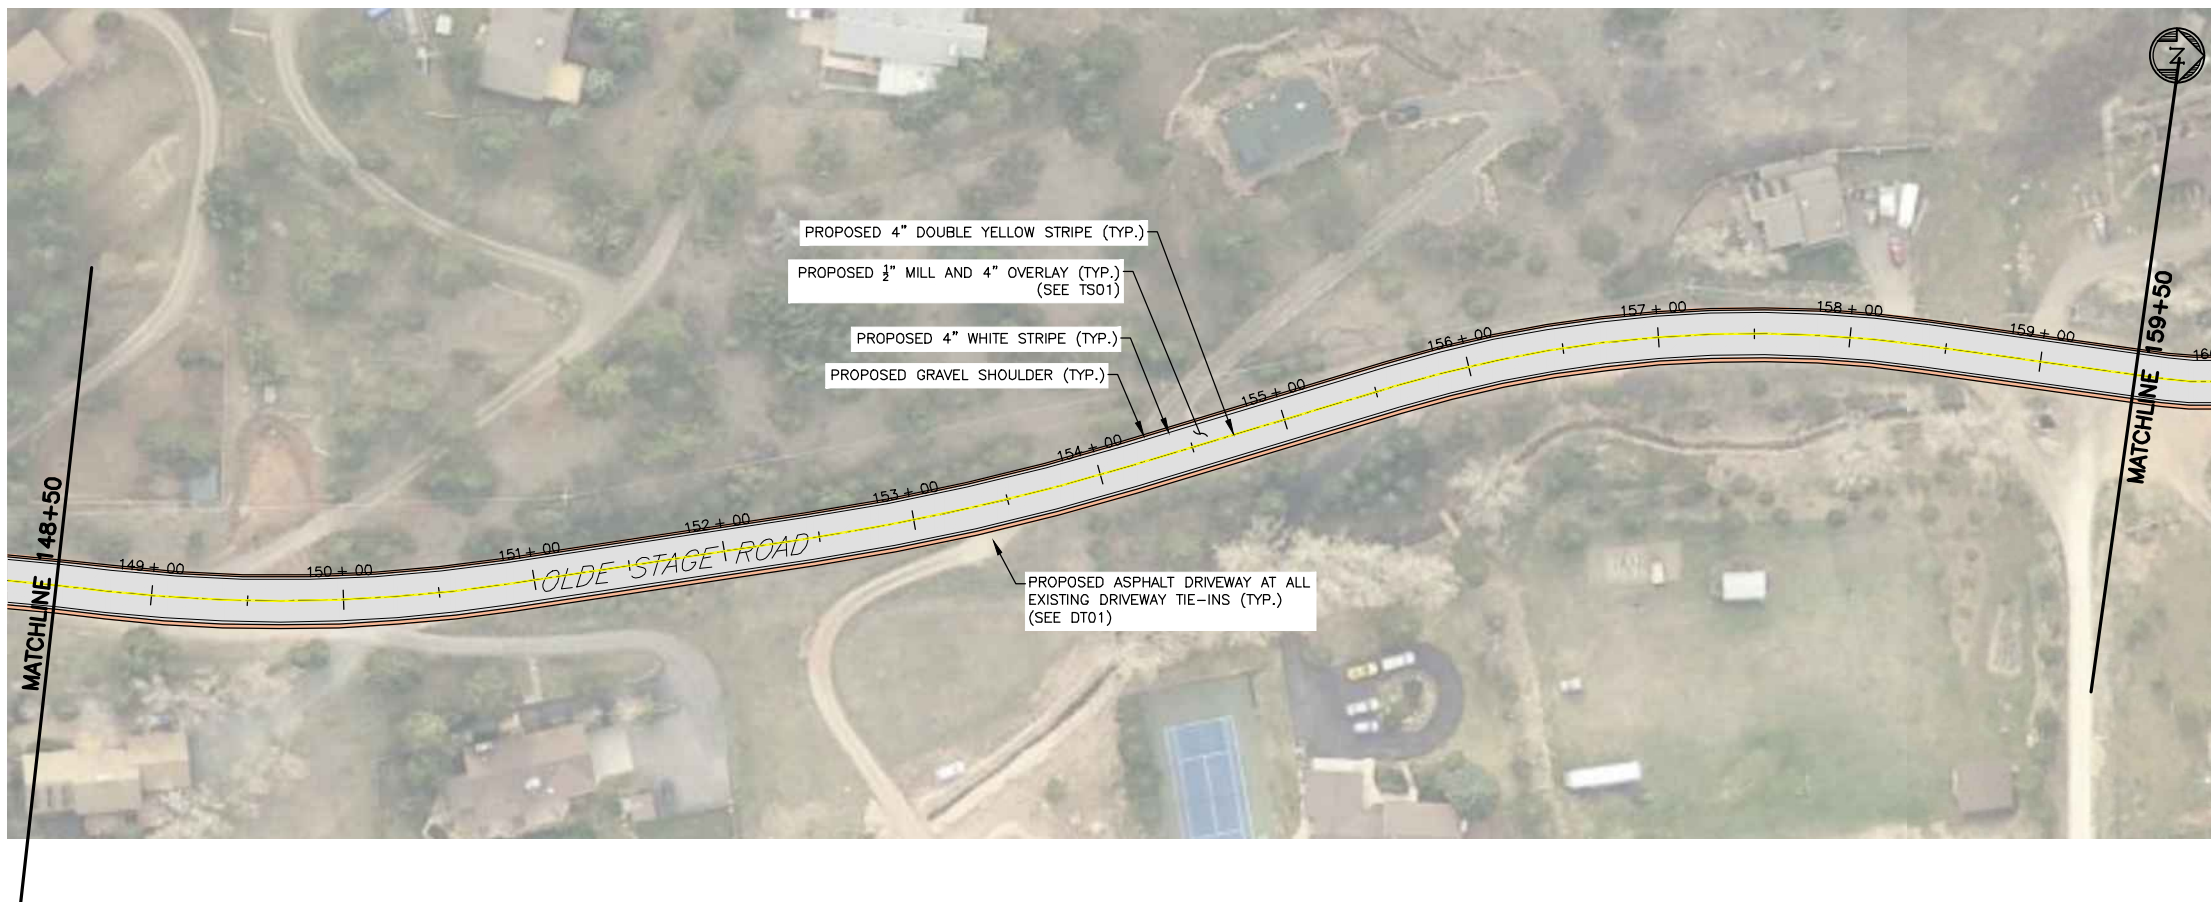 N
PROPOSED 4" DOUBLE YELLOW STRIPE (TYP.)
PROPOSED ½" MILL AND 4" OVERLAY (TYP.)
(SEE TS01)
PROPOSED 4" WHITE STRIPE (TYP.)
PROPOSED GRAVEL SHOULDER (TYP.)
MATCHLINE 148+50
149 + 00
150 + 00
151 + 00
152 + 00
153 + 00
154 + 00
155 + 00
156 + 00
157 + 00
158 + 00
159 + 00
MATCHLINE 159+50
OLDE STAGE ROAD
PROPOSED ASPHALT DRIVEWAY AT ALL
EXISTING DRIVEWAY TIE-INS (TYP.)
(SEE DT01)